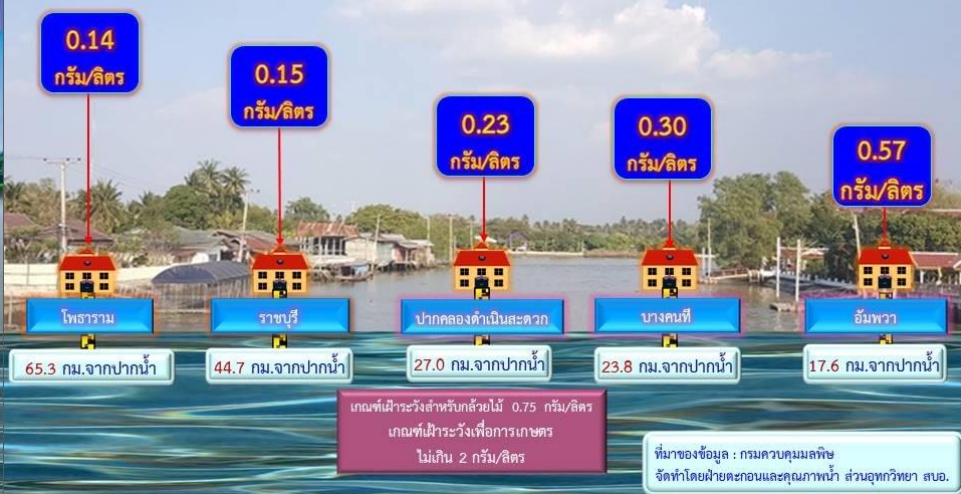 0.14
กรัม/ลิตร
0.15
กรัม/ลิตร
0.23
กรัม/ลิตร
0.30
กรัม/ลิตร
0.57
กรัม/ลิตร
โพธาราม
ราชบุรี
ปากคลองดำเนินสะดวก
บางคนที
อัมพวา
65.3 กม.จากปากน้ำ
44.7 กม.จากปากน้ำ
27.0 กม.จากปากน้ำ
23.8 กม.จากปากน้ำ
17.6 กม.จากปากน้ำ
เกณฑ์เฝ้าระวังสำหรับกล้วยไม้ 0.75 กรัม/ลิตร
เกณฑ์เฝ้าระวังเพื่อการเกษตร
ไม่เกิน 2 กรัม/ลิตร
ที่มาของข้อมูล : กรมควบคุมมลพิษ
จัดทำโดยฝ่ายตะกอนและคุณภาพน้ำ ส่วนอุทกวิทยา สบอ.